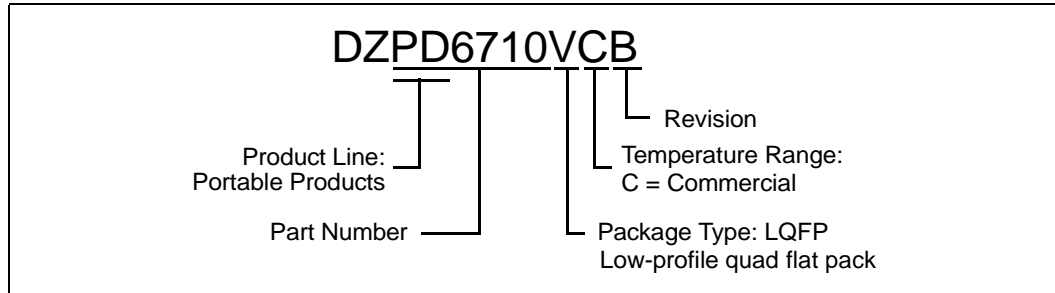 DZPD6710VCB
Revision
Product Line:
Portable Products
Temperature Range:
C = Commercial
Part Number
Package Type: LQFP
Low-profile quad flat pack